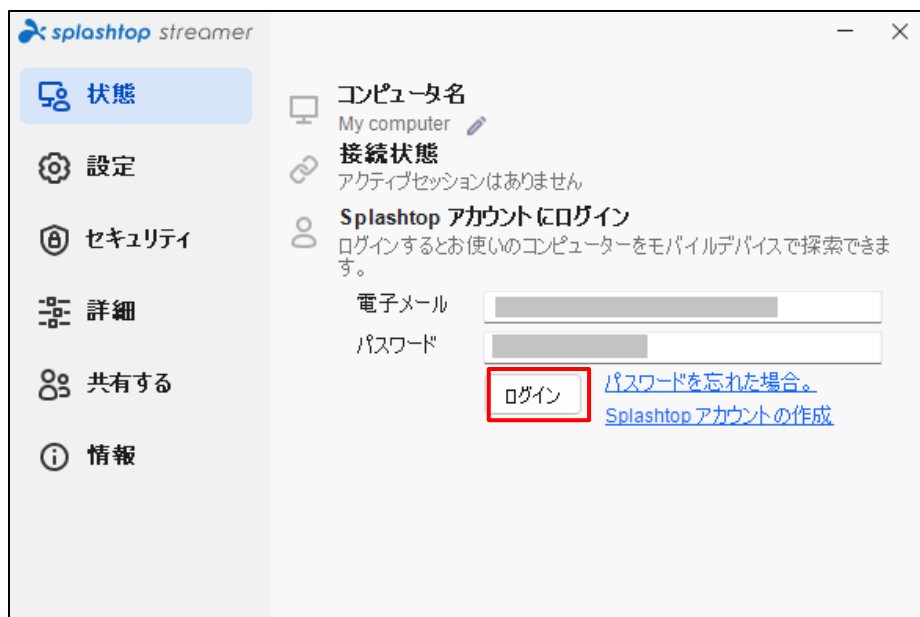 splashtop streamer
状態
設定
セキュリティ
詳細
共有する
情報
コンピュータ名
My computer
接続状態
アクティブセッションはありません
Splashtop アカウントにログイン
ログインするとお使いのコンピューターをモバイルデバイスで探索できま
す。
電子メール
パスワード
ログイン
パスワードを忘れた場合。
Splashtop アカウントの作成